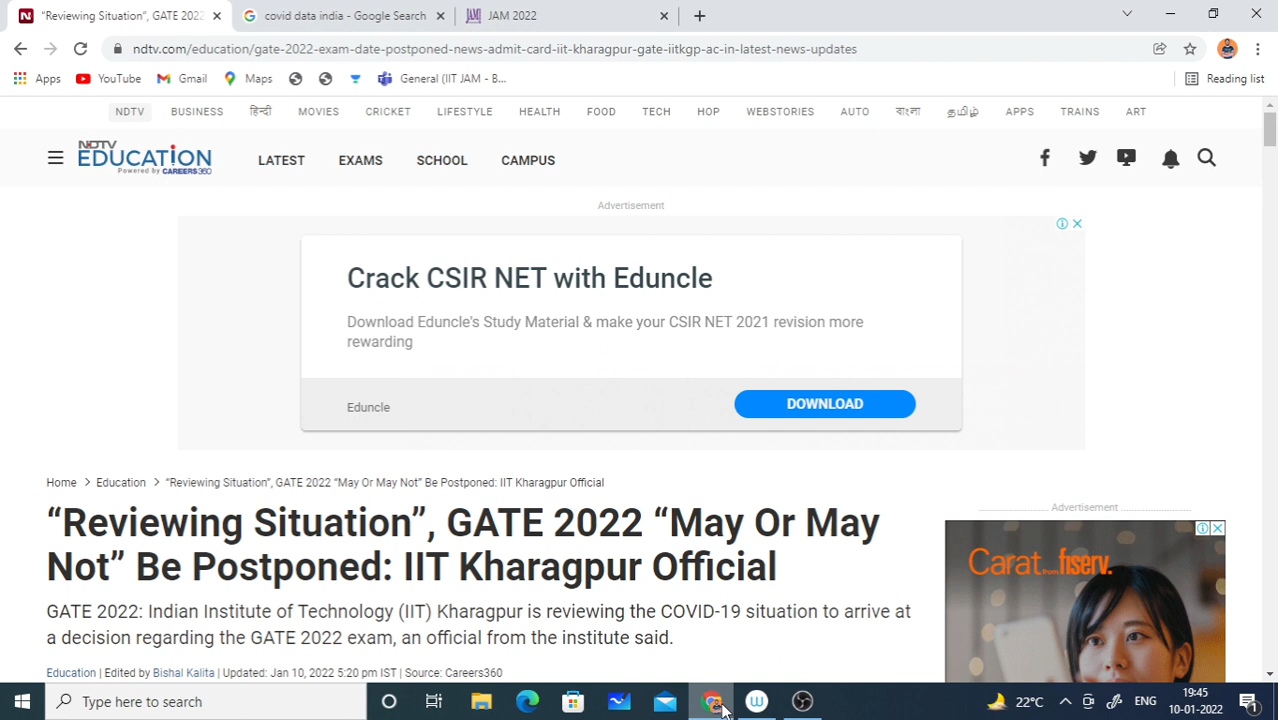 "Reviewing Situation", GATE 2022
covid data india - Google Search
JAM 2022
ndtv.com/education/gate-2022-exam-date-postponed-news-admit-card-iit-kharagpur-gate-iitkgp-ac-in-latest-news-updates
Apps YouTube Gmail Maps General (IIT JAM - B... Reading list
NDTV BUSINESS हिन्दी MOVIES CRICKET LIFESTYLE HEALTH FOOD TECH HOP WEBSTORIES AUTO বাংলা தமிழ் APPS TRAINS ART
NDTV
EDUCATION
Powered by CAREERS360
LATEST EXAMS SCHOOL CAMPUS
Advertisement
Crack CSIR NET with Eduncle
Download Eduncle's Study Material & make your CSIR NET 2021 revision more
rewarding
Eduncle DOWNLOAD
Home > Education > “Reviewing Situation”, GATE 2022 “May Or May Not” Be Postponed: IIT Kharagpur Official
“Reviewing Situation”, GATE 2022 “May Or May
Not” Be Postponed: IIT Kharagpur Official
GATE 2022: Indian Institute of Technology (IIT) Kharagpur is reviewing the COVID-19 situation to arrive at
a decision regarding the GATE 2022 exam, an official from the institute said.
Education | Edited by Bishal Kalita | Updated: Jan 10, 2022 5:20 pm IST | Source: Careers360
Advertisement
Carat from fiserv.
Type here to search
22°C ENG
19:45
10-01-2022
1